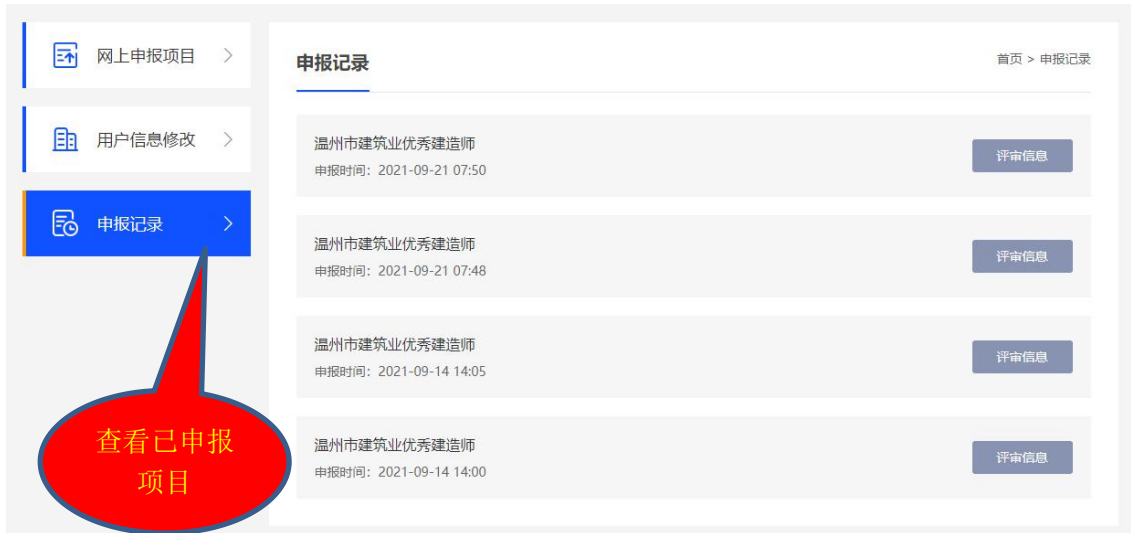 网上申报项目
用户信息修改
申报记录
查看已申报
项目
申报记录
首页 > 申报记录
温州市建筑业优秀建造师
申报时间：2021-09-21 07:50
评审信息
温州市建筑业优秀建造师
申报时间：2021-09-21 07:48
评审信息
温州市建筑业优秀建造师
申报时间：2021-09-14 14:05
评审信息
温州市建筑业优秀建造师
申报时间：2021-09-14 14:00
评审信息